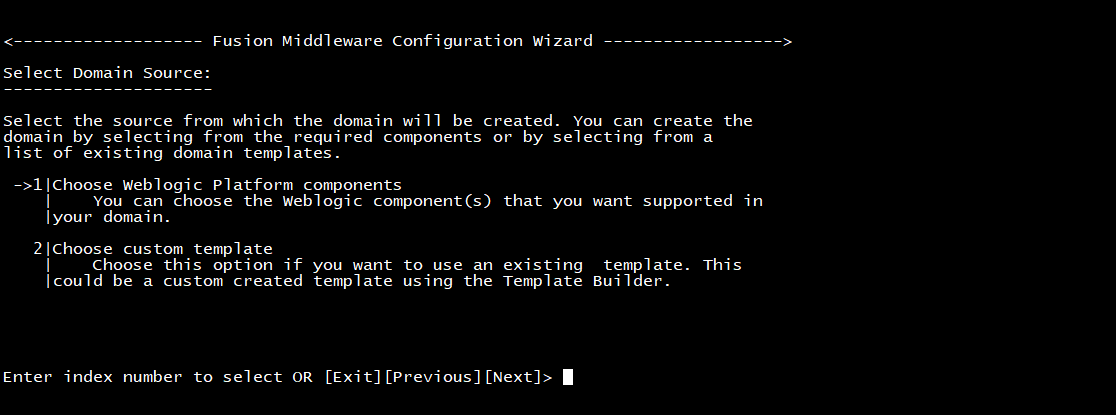 <------------------- Fusion Middleware Configuration Wizard ------------------>
Select Domain Source:
---------------------
Select the source from which the domain will be created. You can create the
domain by selecting from the required components or by selecting from a
list of existing domain templates.
->1|Choose Weblogic Platform components
|    You can choose the Weblogic component(s) that you want supported in
|your domain.
2|Choose custom template
|    Choose this option if you want to use an existing  template. This
|could be a custom created template using the Template Builder.
Enter index number to select OR [Exit][Previous][Next]>